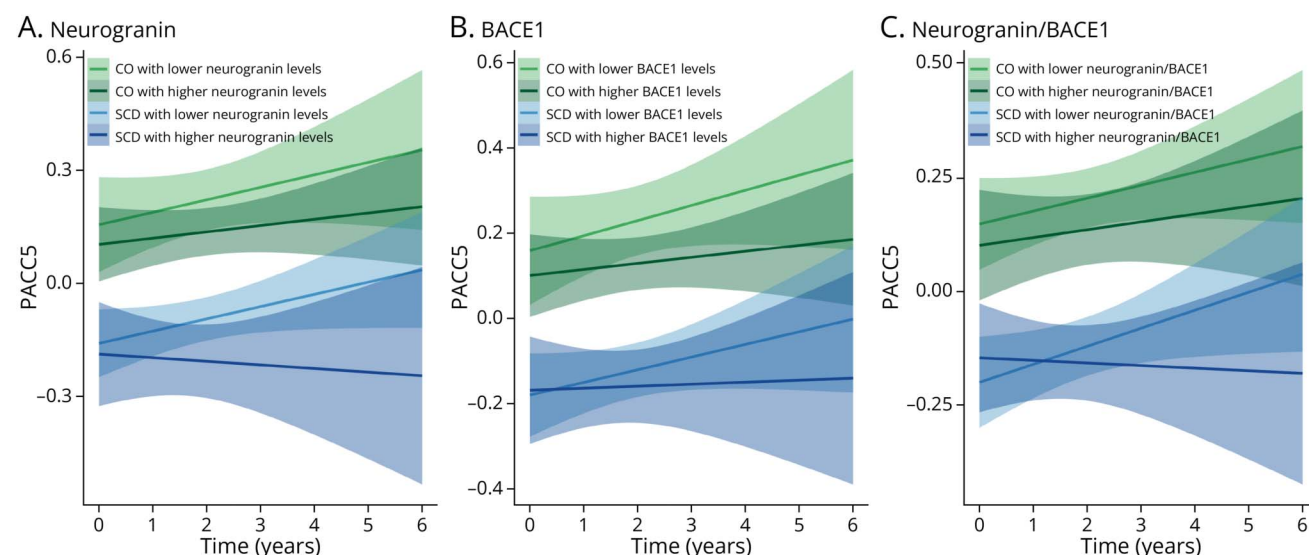 A. Neurogranin
0.6
0.3
0.0
−0.3
PACC5
CO with lower neurogranin levels
CO with higher neurogranin levels
SCD with lower neurogranin levels
SCD with higher neurogranin levels
0 1 2 3 4 5 6
Time (years)
B. BACE1
0.6
0.4
0.2
0.0
−0.2
−0.4
PACC5
CO with lower BACE1 levels
CO with higher BACE1 levels
SCD with lower BACE1 levels
SCD with higher BACE1 levels
0 1 2 3 4 5 6
Time (years)
C. Neurogranin/BACE1
0.50
0.25
0.00
−0.25
PACC5
CO with lower neurogranin/BACE1
CO with higher neurogranin/BACE1
SCD with lower neurogranin/BACE1
SCD with higher neurogranin/BACE1
0 1 2 3 4 5 6
Time (years)